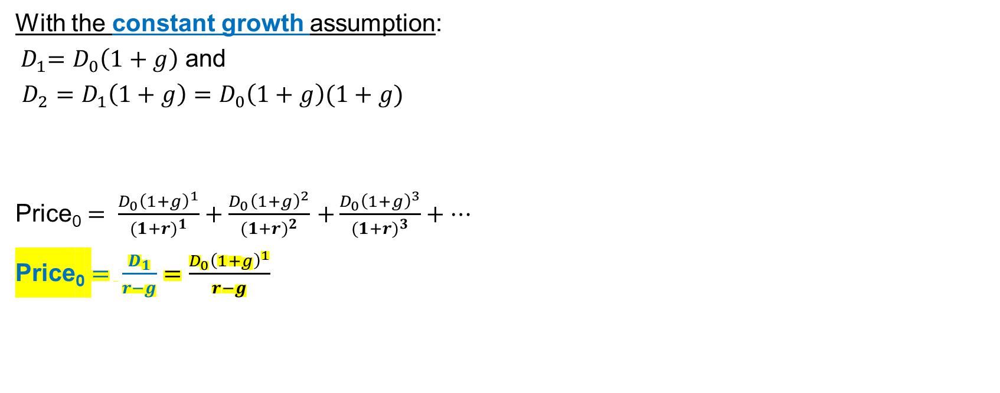 With the constant growth assumption:
D₁= D₀(1 + g) and
D₂ = D₁(1 + g) = D₀(1 + g)(1 + g)
Price₀ = D₀(1+g)¹/(1+r)¹ + D₀(1+g)²/(1+r)² + D₀(1+g)³/(1+r)³ + ⋯
Price₀ = D₁/r−g = D₀(1+g)¹/r−g